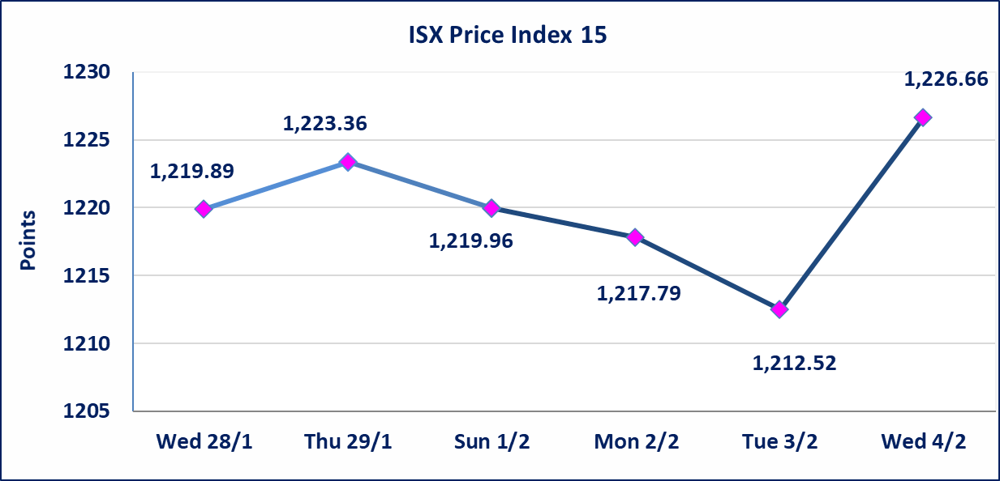 ISX Price Index 15
Points
1230
1225
1220
1215
1210
1205
1,219.89
1,223.36
1,219.96
1,217.79
1,212.52
1,226.66
Wed 28/1
Thu 29/1
Sun 1/2
Mon 2/2
Tue 3/2
Wed 4/2